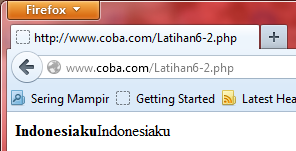 Firefox
http://www.coba.com/Latihan6-2.php
www.coba.com/Latihan6-2.php
Sering Mampir Getting Started Latest Hea
IndonesiakuIndonesiaku